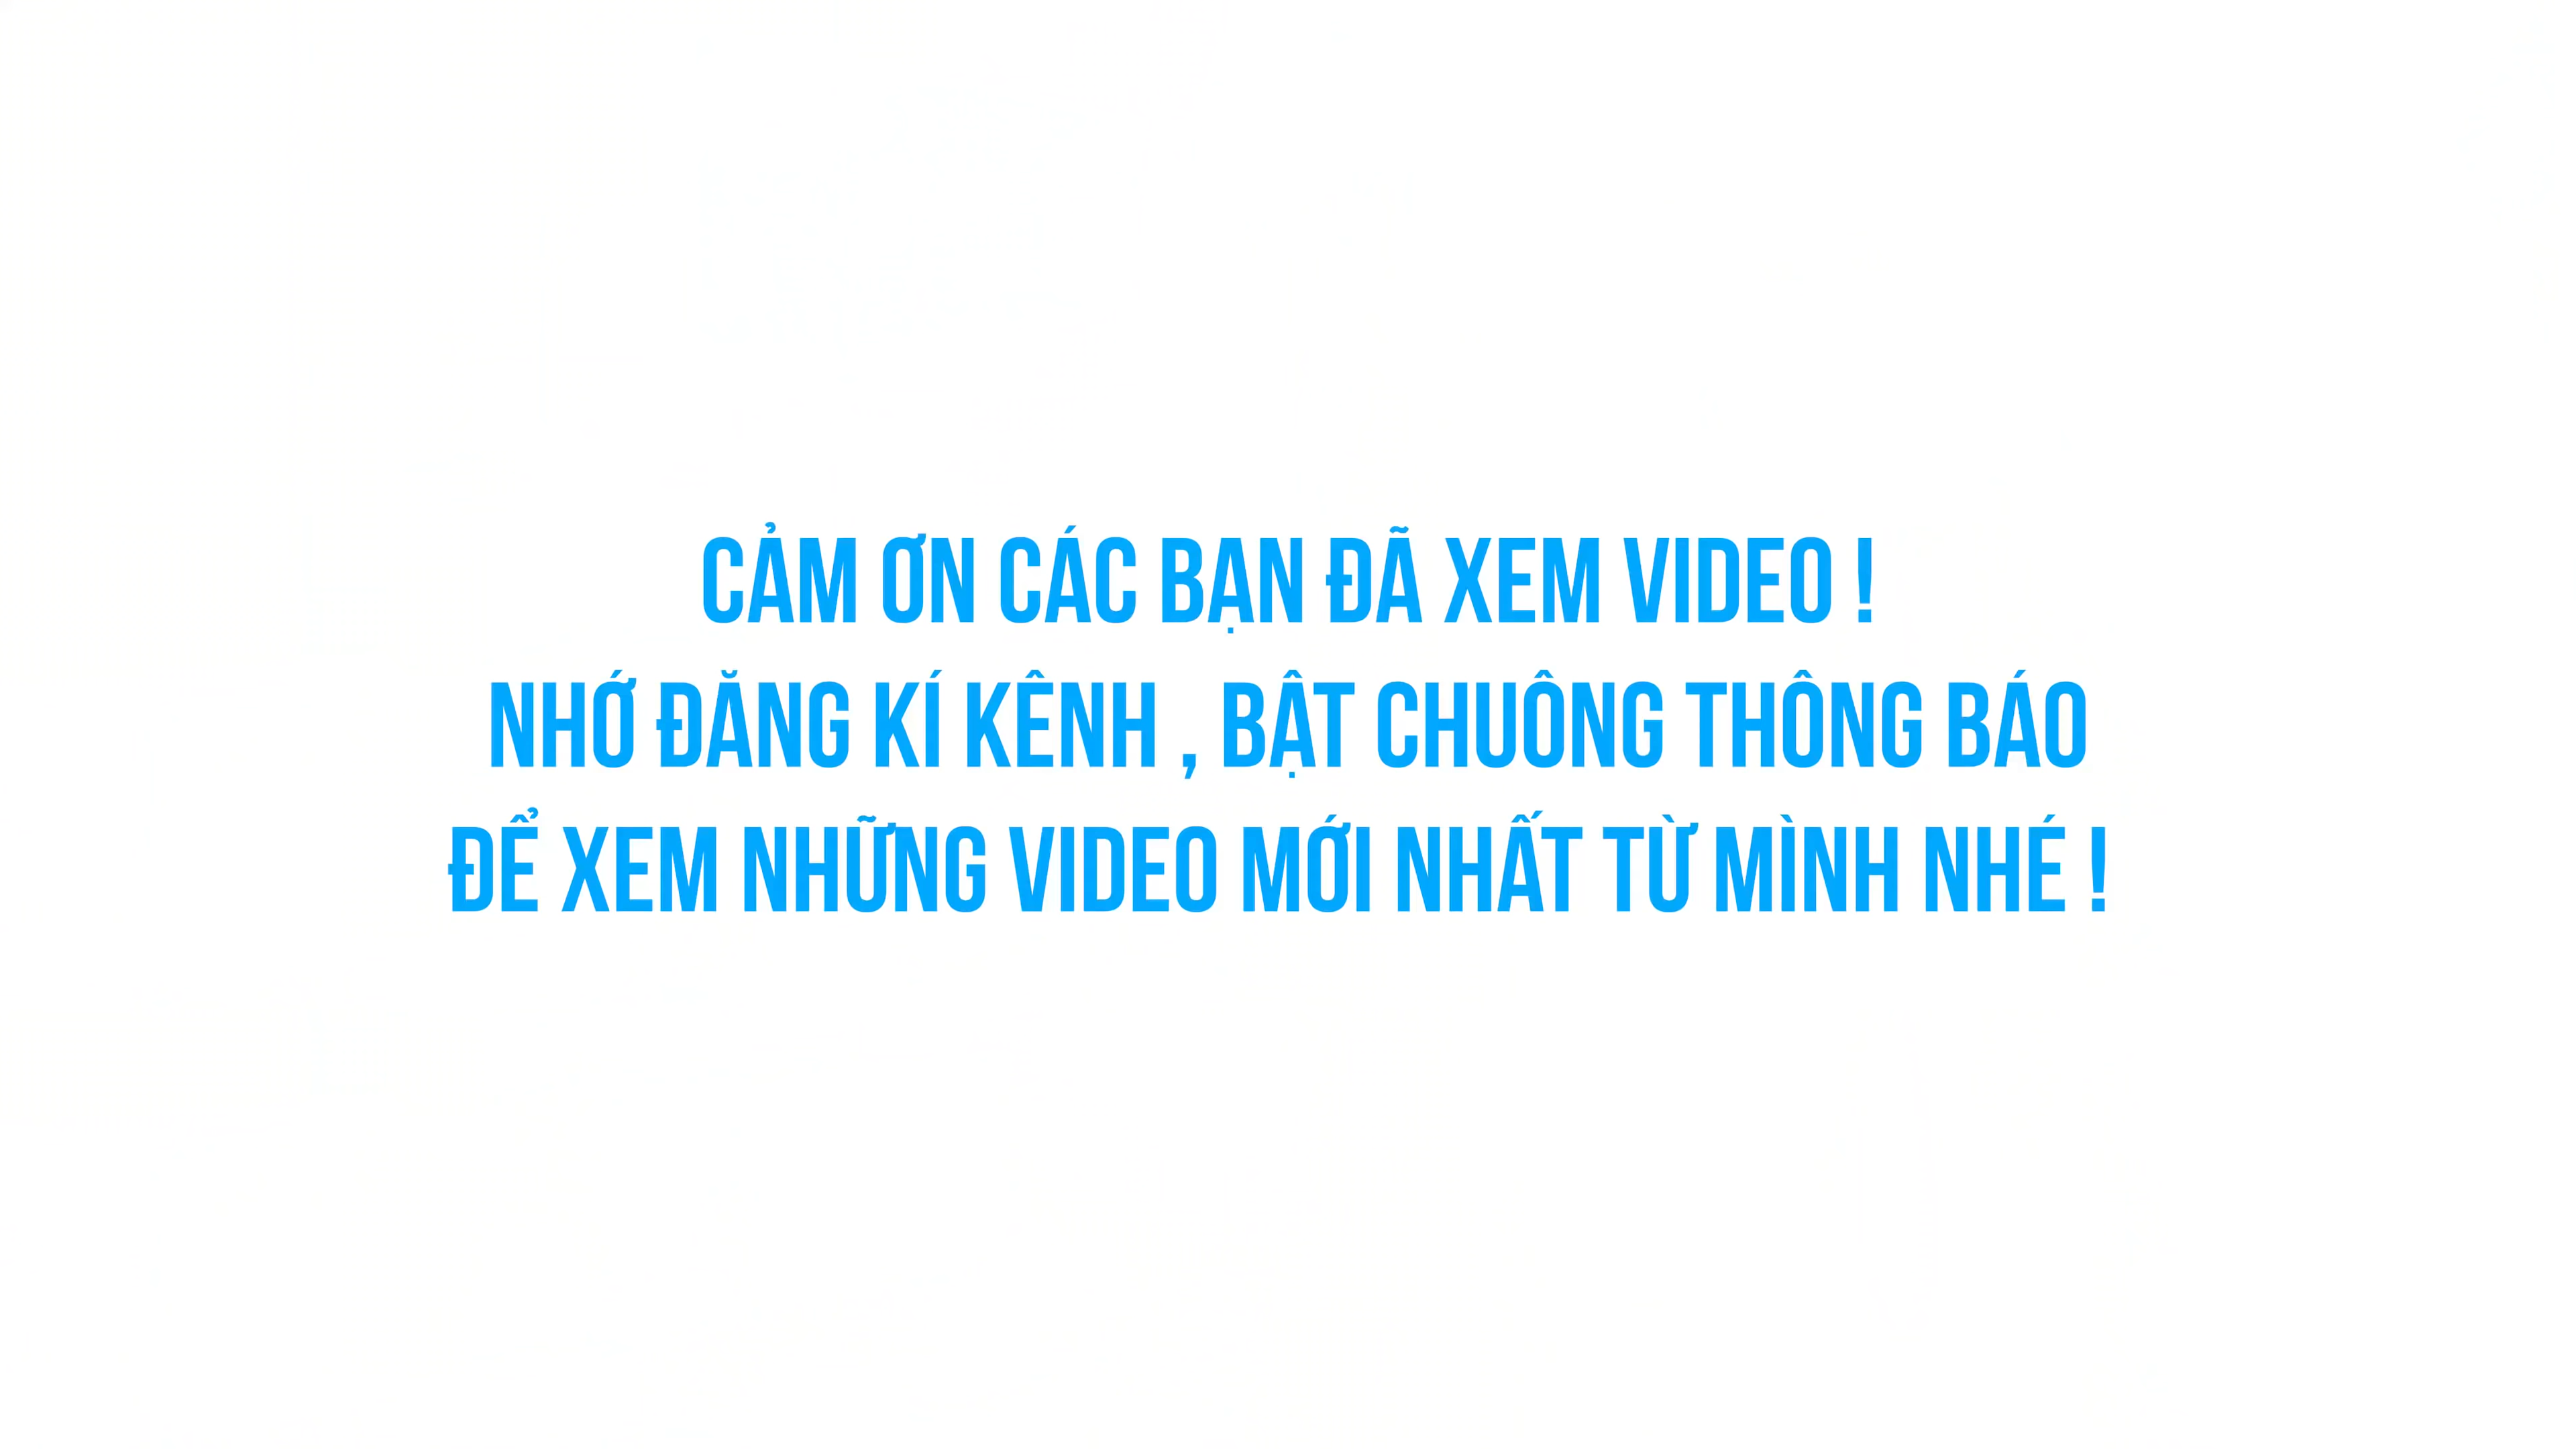 CẢM ƠN CÁC BẠN ĐÃ XEM VIDEO !
NHỚ ĐĂNG KÍ KÊNH , BẬT CHUÔNG THÔNG BÁO
ĐỂ XEM NHỮNG VIDEO MỚI NHẤT TỪ MÌNH NHÉ !